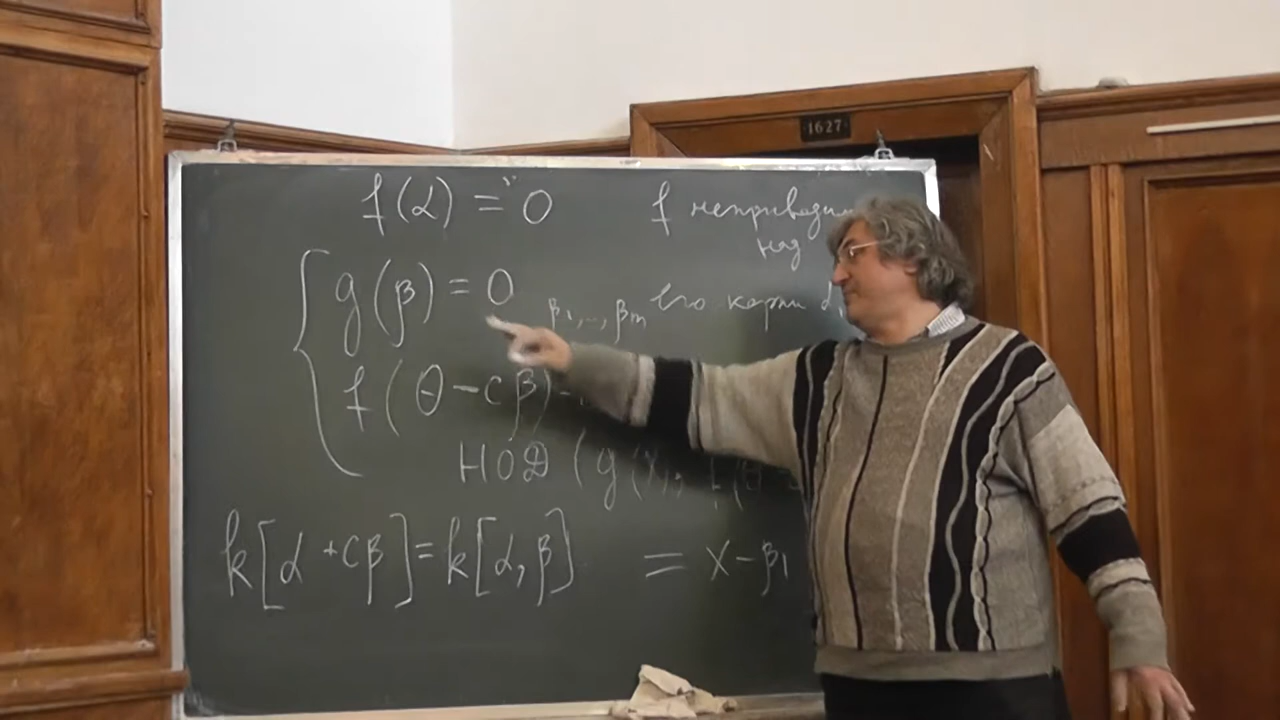 1627
f(α) = 0 f неприводим
над
g(β) = 0 β₁,..,βₘ его корни α
f(θ - cβ)
НОД (g(x), f(θ -
k[α + cβ] = k[α, β] = x - β₁